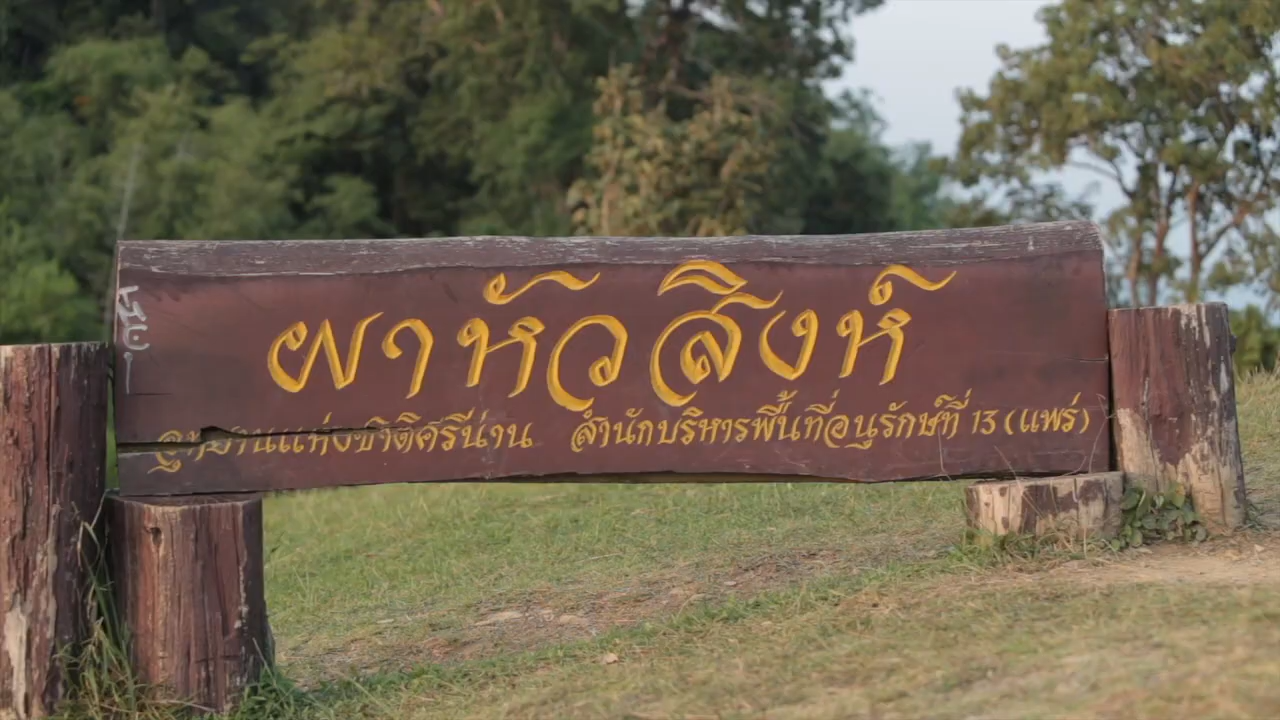 ผาหัวสิงห์
อุทยานแห่งชาติศรีน่าน สำนักบริหารพื้นที่อนุรักษ์ที่ 13 (แพร่)